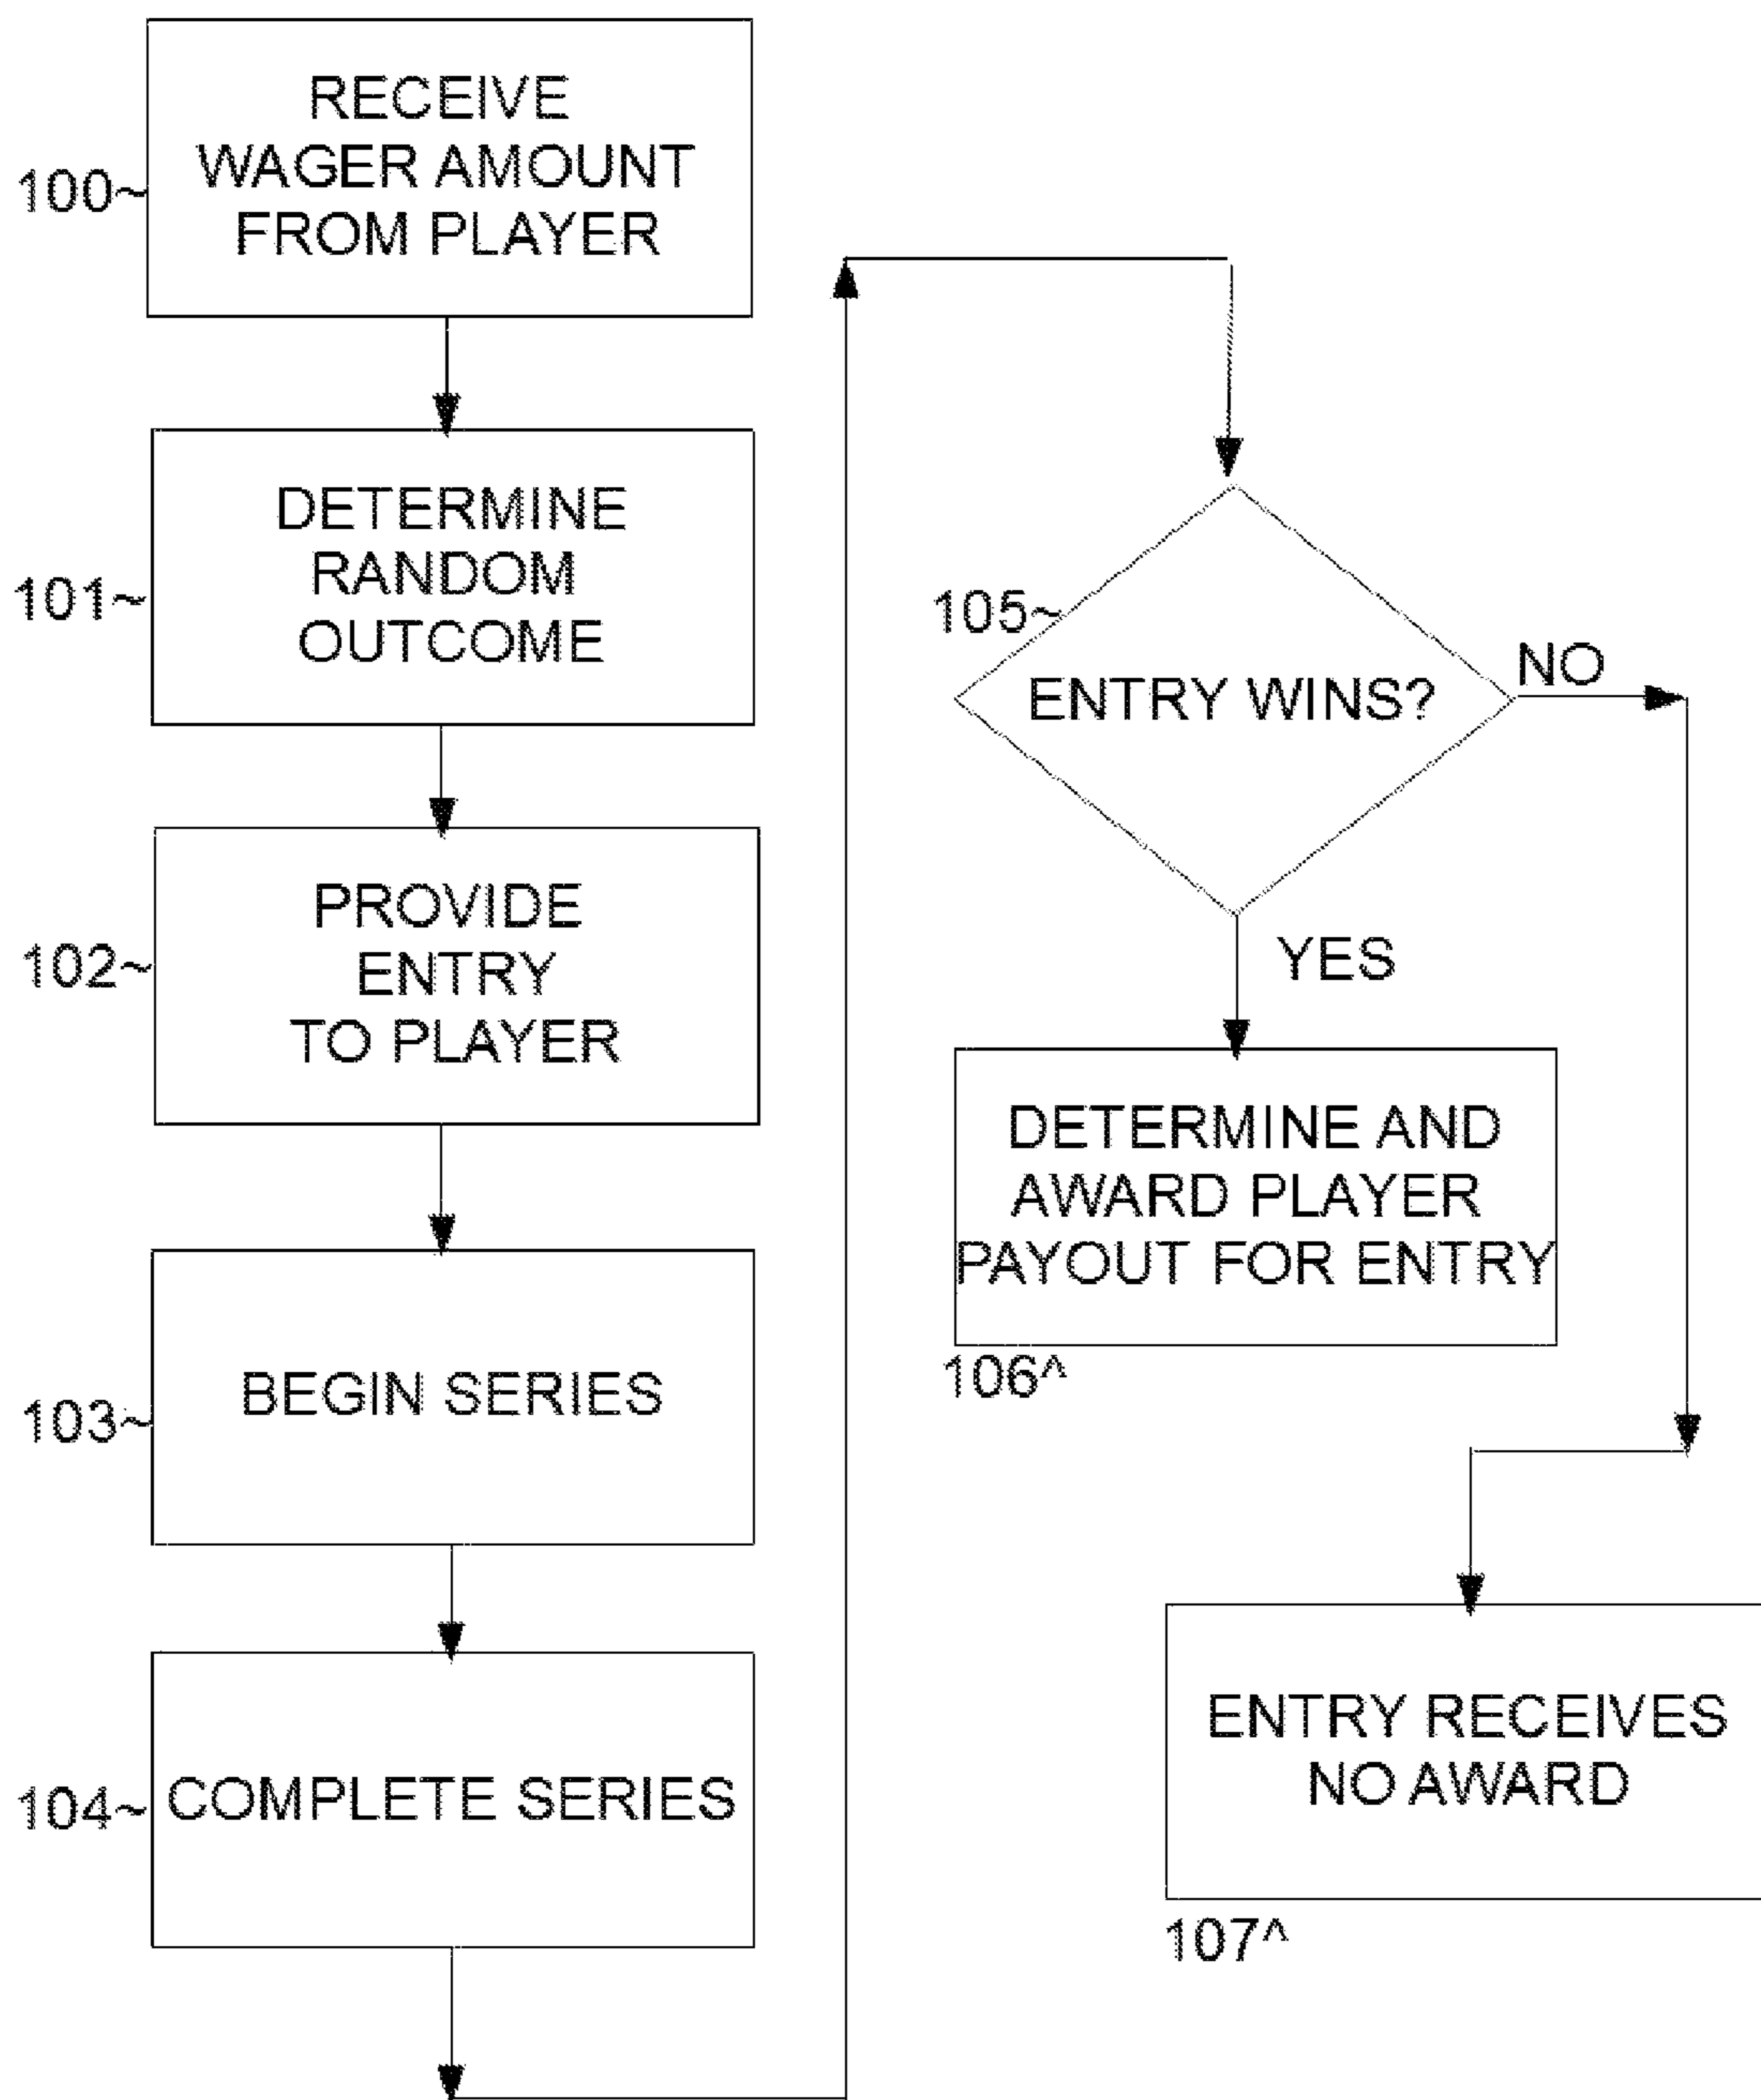 RECEIVE
WAGER AMOUNT
FROM PLAYER
100~
DETERMINE
RANDOM
OUTCOME
101~
PROVIDE
ENTRY
TO PLAYER
102~
BEGIN SERIES
103~
COMPLETE SERIES
104~
105~
ENTRY WINS?
NO
YES
DETERMINE AND
AWARD PLAYER
PAYOUT FOR ENTRY
106^
ENTRY RECEIVES
NO AWARD
107^